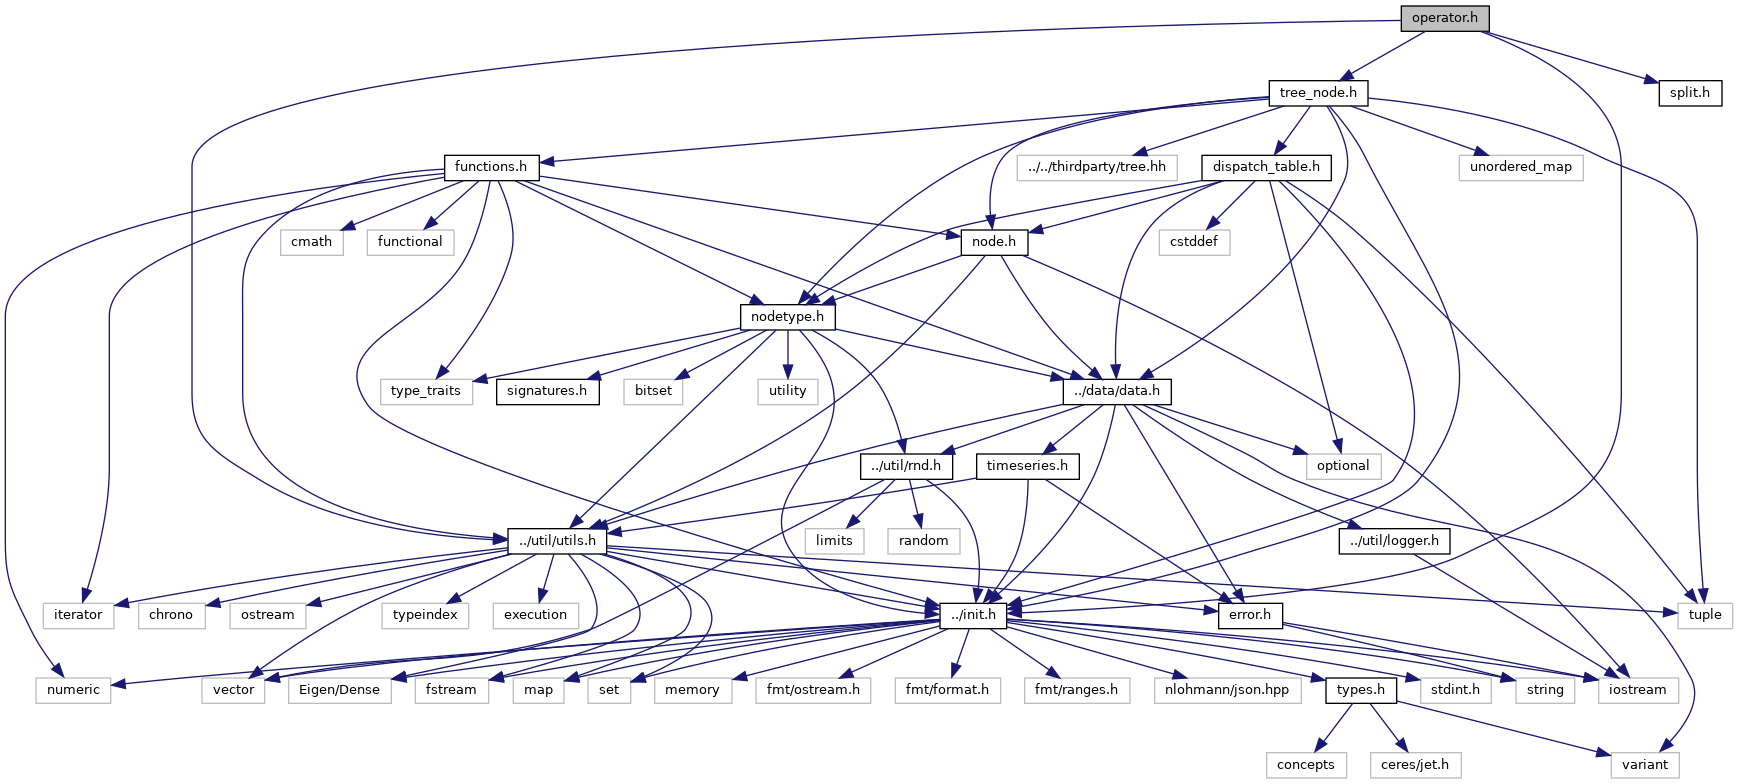 operator.h
tree_node.h
split.h
functions.h
../../thirdparty/tree.hh
dispatch_table.h
unordered_map
cmath
functional
node.h
cstddef
nodetype.h
type_traits
signatures.h
bitset
utility
../data/data.h
../util/rnd.h
timeseries.h
optional
../util/utils.h
limits
random
../util/logger.h
iterator
chrono
ostream
typeindex
execution
../init.h
error.h
tuple
numeric
vector
Eigen/Dense
fstream
map
set
memory
fmt/ostream.h
fmt/format.h
fmt/ranges.h
nlohmann/json.hpp
types.h
stdint.h
string
iostream
concepts
ceres/jet.h
variant